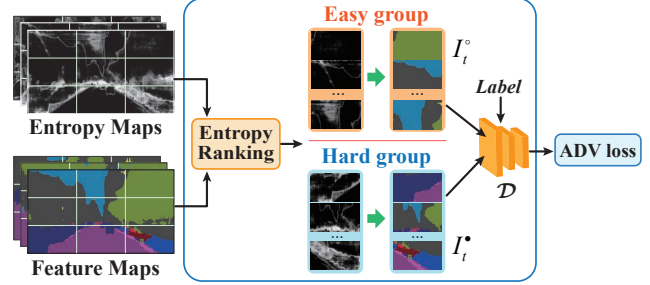 Easy group
I_t^∘
Entropy Maps
Label
...
...
Entropy
Ranking
ADV loss
Hard group
𝒟
I_t^•
...
...
Feature Maps